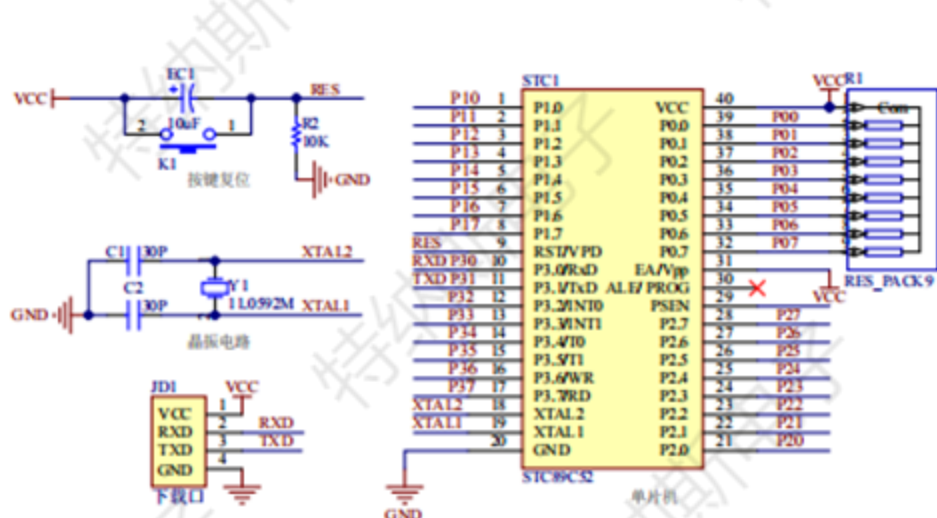 EC1
VCC
RES
10uF
2
1
K1
R2
10K
GND
按键复位
C1
30P
XTAL2
C2
30P
Y1
11.0592M
XTAL1
GND
晶振电路
JD1
VCC
VCC 1
RXD 2 RXD
TXD 3 TXD
GND 4
下载口
STC1
P10 1 P1.0
P11 2 P1.1
P12 3 P1.2
P13 4 P1.3
P14 5 P1.4
P15 6 P1.5
P16 7 P1.6
P17 8 P1.7
RES 9 RST/VPD
RXD P30 10 P3.0/RxD
TXD P31 11 P3.1/TxD
P32 12 P3.2/INT0
P33 13 P3.3/INT1
P34 14 P3.4/T0
P35 15 P3.5/T1
P36 16 P3.6/WR
P37 17 P3.7/RD
XTAL2 18 XTAL2
XTAL1 19 XTAL1
20 GND
GND
VCC 40
P0.0 39 P00
P0.1 38 P01
P0.2 37 P02
P0.3 36 P03
P0.4 35 P04
P0.5 34 P05
P0.6 33 P06
P0.7 32 P07
EA/Vpp 31
ALE/PROG 30
PSEN 29
P2.7 28 P27
P2.6 27 P26
P2.5 26 P25
P2.4 25 P24
P2.3 24 P23
P2.2 23 P22
P2.1 22 P21
P2.0 21 P20
STC89C52
单片机
VCC
R1
Com
RES_PACK9
VCC
特纳斯电子
特纳斯电子